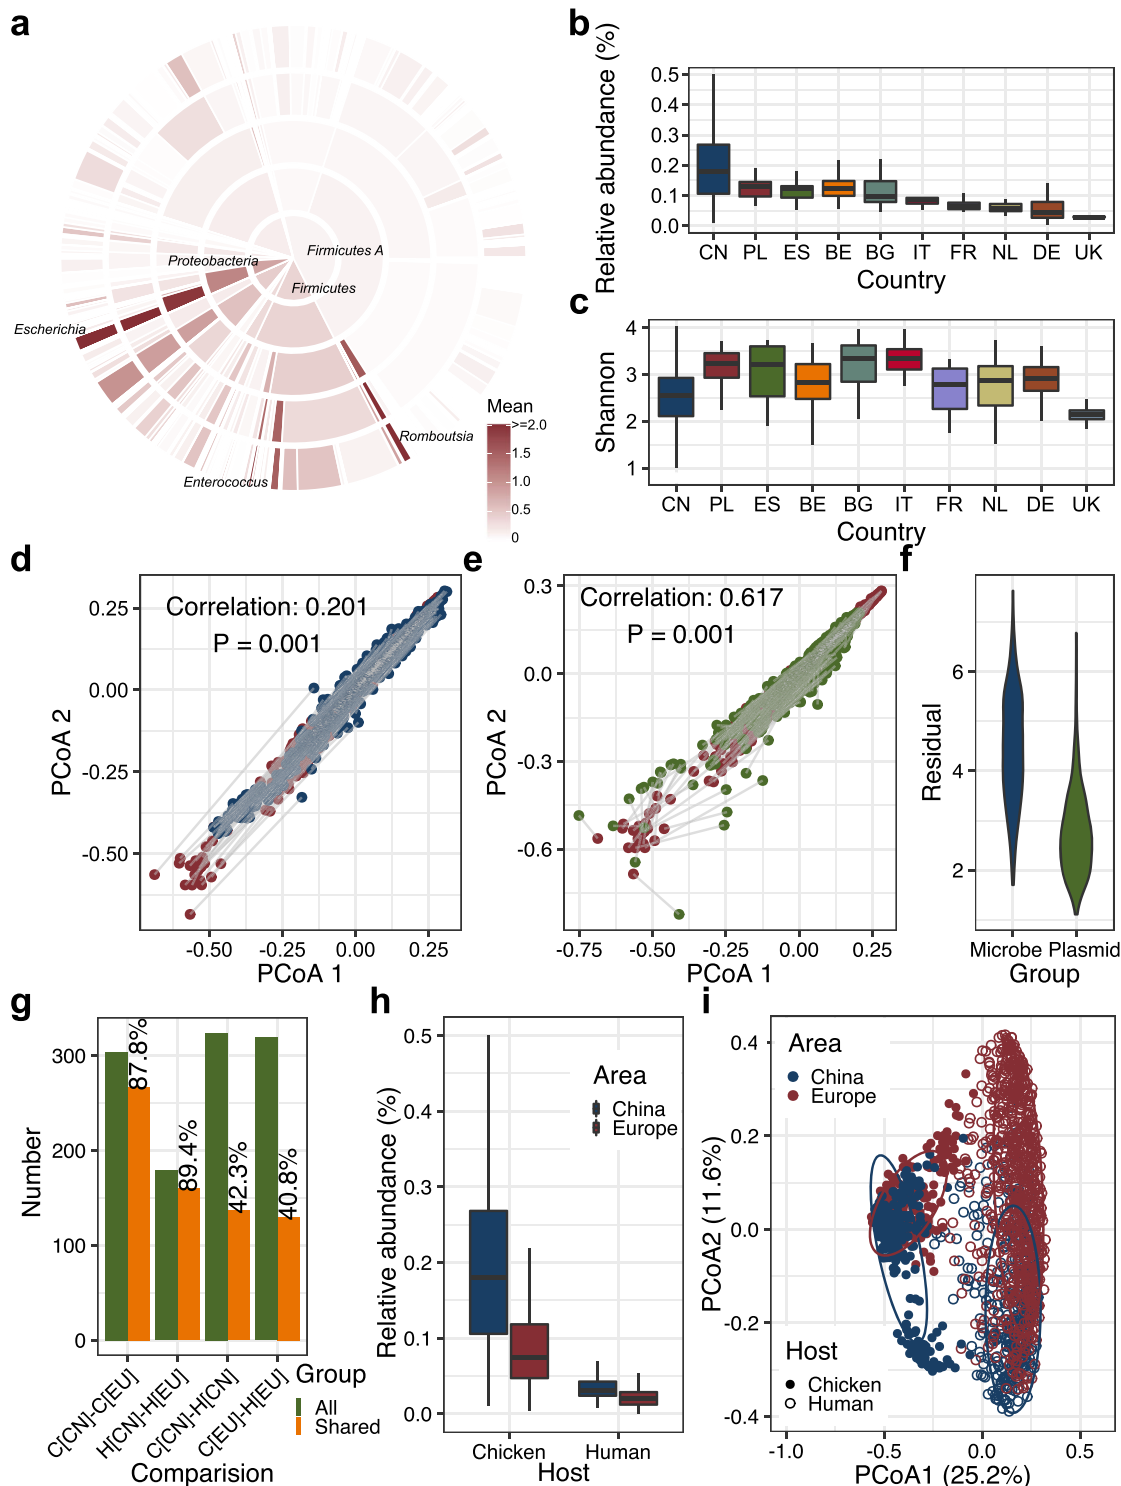 a
Firmicutes A
Proteobacteria
Firmicutes
Escherichia
Romboutsia
Enterococcus
Mean
>=2.0
1.5
1.0
0.5
0
b
Relative abundance (%)
0.5
0.4
0.3
0.2
0.1
0.0
CN PL ES BE BG IT FR NL DE UK
Country
c
Shannon
4
3
2
1
CN PL ES BE BG IT FR NL DE UK
Country
d
Correlation: 0.201
P = 0.001
PCoA 2
0.25
0.00
-0.25
-0.50
-0.50 -0.25 0.00 0.25
PCoA 1
e
Correlation: 0.617
P = 0.001
PCoA 2
0.3
0.0
-0.3
-0.6
-0.75 -0.50 -0.25 0.00 0.25
PCoA 1
f
Residual
6
4
2
Microbe Plasmid
Group
g
Number
300
200
100
0
87.8%
89.4%
42.3%
40.8%
C[CN]-C[EU]
H[CN]-H[EU]
C[CN]-H[CN]
C[EU]-H[EU]
Comparision
Group
All
Shared
h
Relative abundance (%)
0.5
0.4
0.3
0.2
0.1
0.0
Area
China
Europe
Chicken Human
Host
i
PCoA2 (11.6%)
0.4
0.2
0.0
-0.2
-0.4
Area
China
Europe
Host
Chicken
Human
-1.0 -0.5 0.0 0.5
PCoA1 (25.2%)